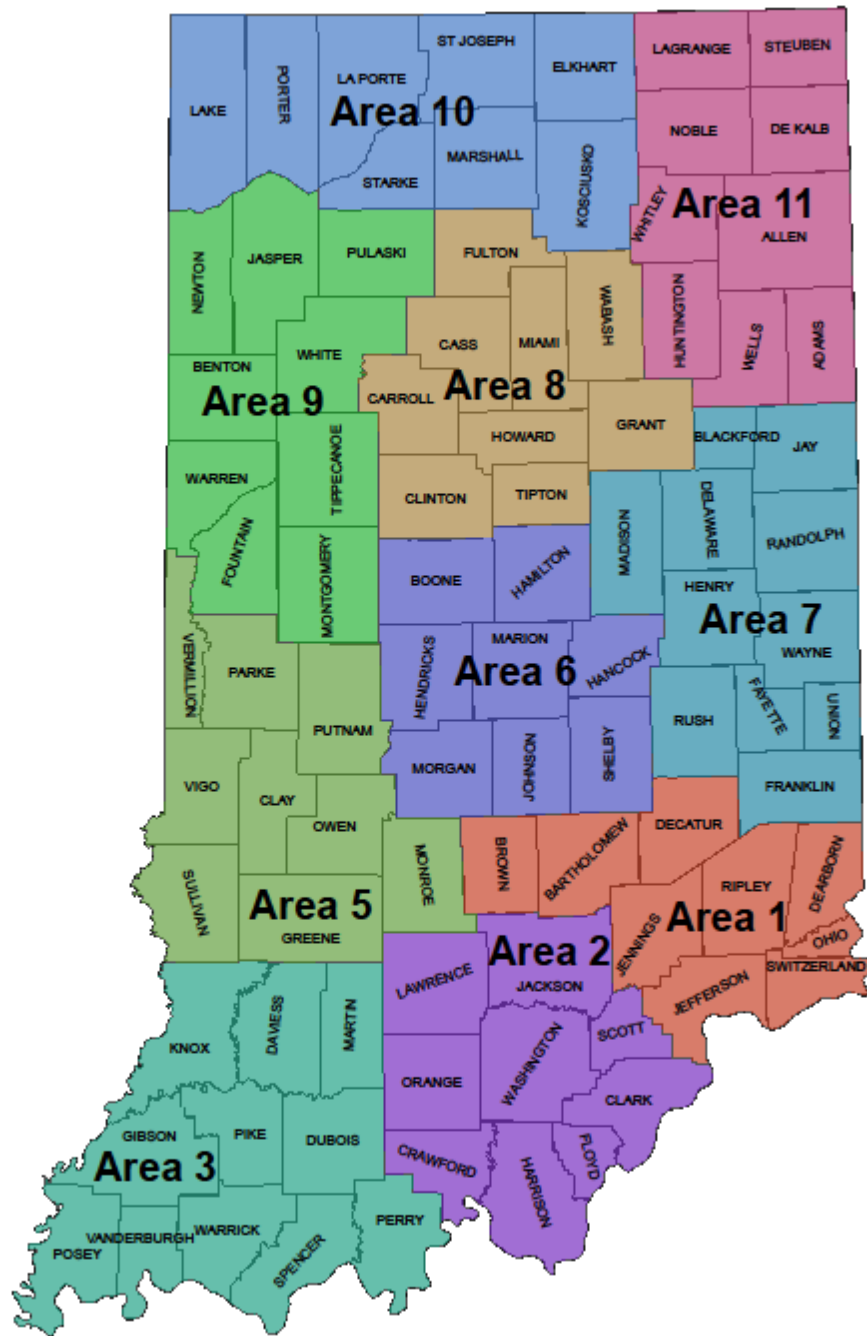 ST JOSEPH
LAGRANGE
STEUBEN
ELKHART
LA PORTE
PORTER
LAKE
Area 10
NOBLE
DE KALB
MARSHALL
STARKE
KOSCIUSKO
WHITLEY
Area 11
ALLEN
NEWTON
JASPER
PULASKI
FULTON
WABASH
HUNTINGTON
WELLS
ADAMS
WHITE
CASS
MIAMI
BENTON
Area 9
CARROLL
Area 8
GRANT
HOWARD
BLACKFORD
JAY
TIPPECANOE
WARREN
CLINTON
TIPTON
FOUNTAIN
MADISON
DELAWARE
RANDOLPH
MONTGOMERY
BOONE
HAMILTON
HENRY
Area 7
WAYNE
VERMILLION
PARKE
HENDRICKS
MARION
Area 6
HANCOCK
PUTNAM
RUSH
FAYETTE
UNION
VIGO
CLAY
MORGAN
JOHNSON
SHELBY
FRANKLIN
OWEN
MONROE
BROWN
BARTHOLOMEW
DECATUR
SULLIVAN
Area 5
GREENE
RIPLEY
DEARBORN
Area 1
JENNINGS
OHIO
SWITZERLAND
JEFFERSON
Area 2
LAWRENCE
JACKSON
KNOX
DAVIESS
MARTIN
SCOTT
WASHINGTON
ORANGE
CLARK
GIBSON
PIKE
DUBOIS
Area 3
CRAWFORD
HARRISON
FLOYD
POSEY
VANDERBURGH
WARRICK
SPENCER
PERRY